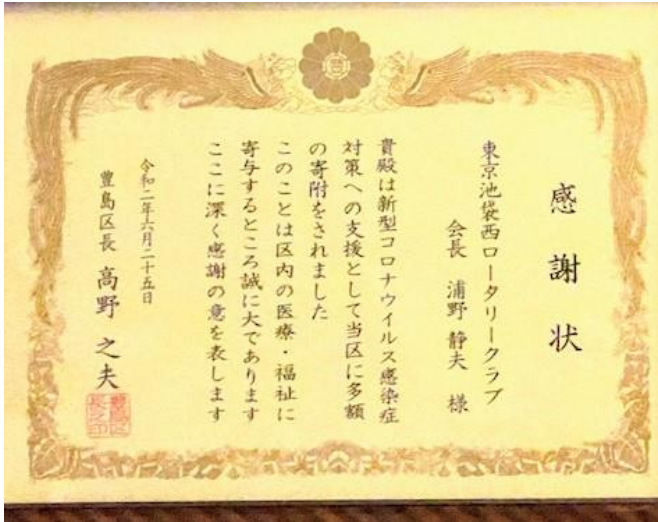 感謝状
東京池袋西ロータリークラブ
会長 浦野 静夫 様
貴殿は新型コロナウイルス感染症
対策への支援として当区に多額
の寄附をされました
このことは区内の医療・福祉に
寄与するところ誠に大であります
ここに深く感謝の意を表します
令和二年六月二十五日
豊島区長 高野 之夫
豊島区
長之印